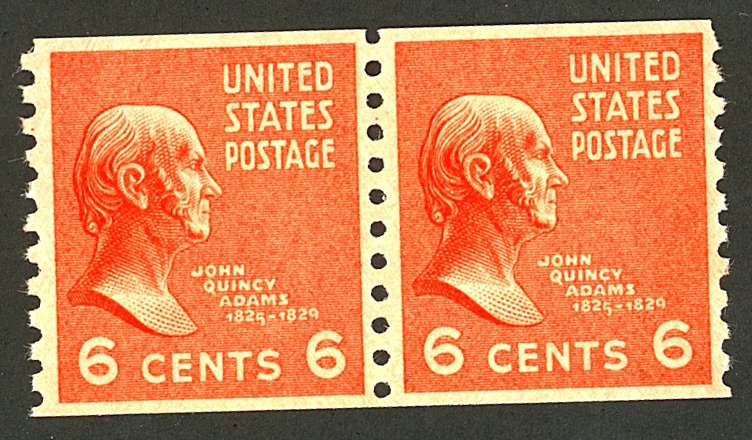 UNITED
STATES
POSTAGE
JOHN
QUINCY
ADAMS
1825-1829
6 CENTS 6
UNITED
STATES
POSTAGE
JOHN
QUINCY
ADAMS
1825-1829
6 CENTS 6